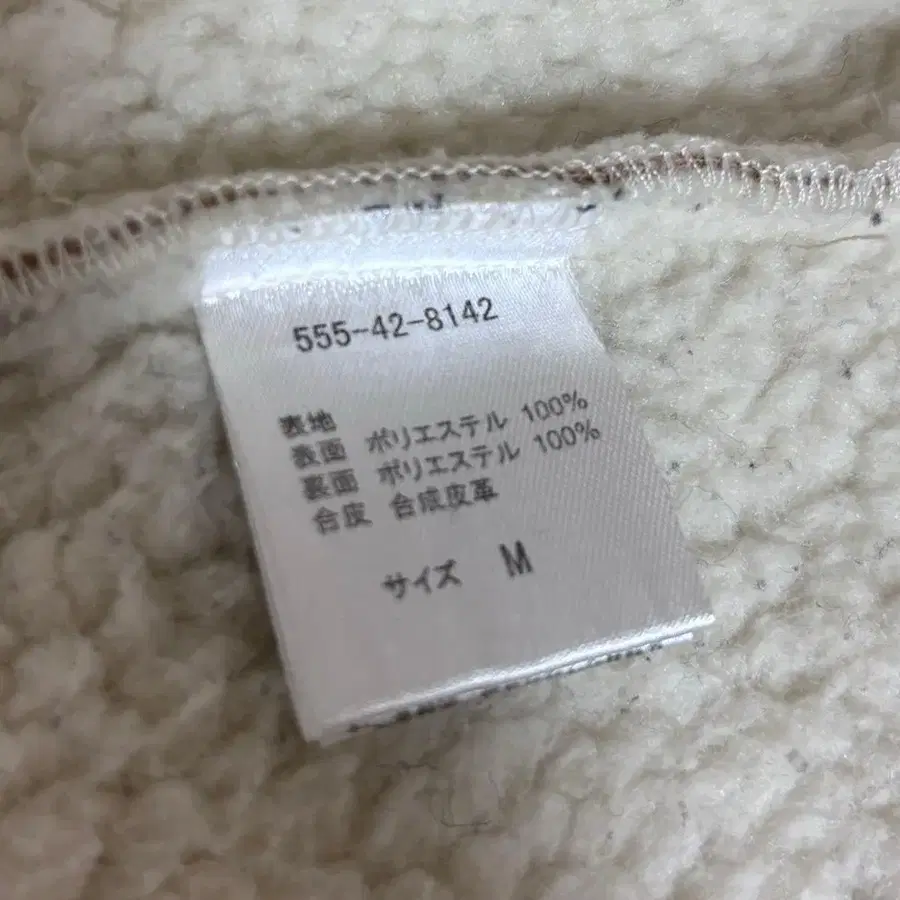 555-42-8142
表地
表面 ポリエステル 100%
裏面 ポリエステル 100%
合皮 合成皮革
サイズ M